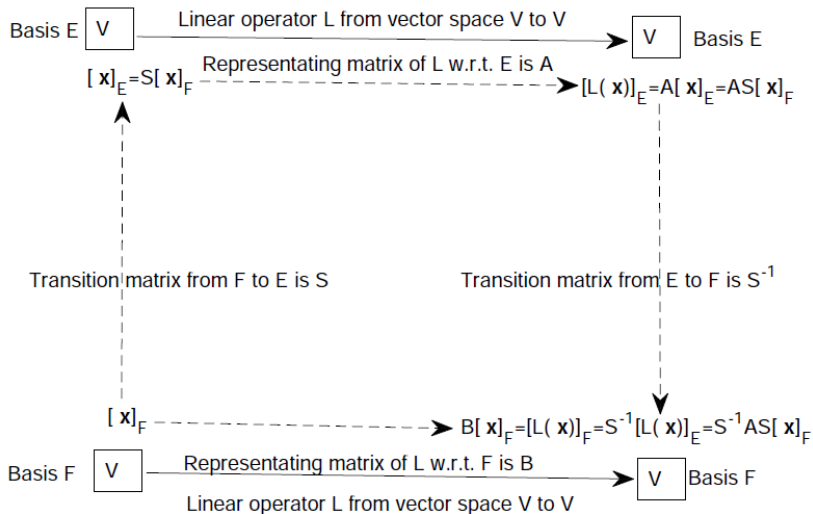 Linear operator L from vector space V to V
Basis E V V Basis E
Representating matrix of L w.r.t. E is A
[ x]E=S[ x]F [L( x)]E=A[ x]E=AS[ x]F
Transition matrix from F to E is S Transition matrix from E to F is S-1
[ x]F B[ x]F=[L( x)]F=S-1[L( x)]E=S-1AS[ x]F
Basis F V Representating matrix of L w.r.t. F is B V Basis F
Linear operator L from vector space V to V